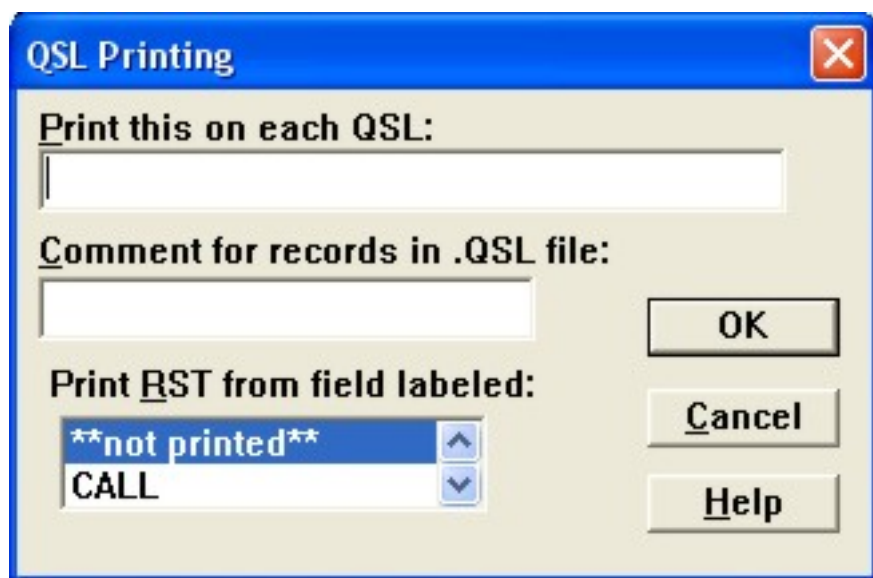 QSL Printing
Print this on each QSL:
Comment for records in .QSL file:
OK
Print RST from field labeled:
**not printed**
CALL
Cancel
Help